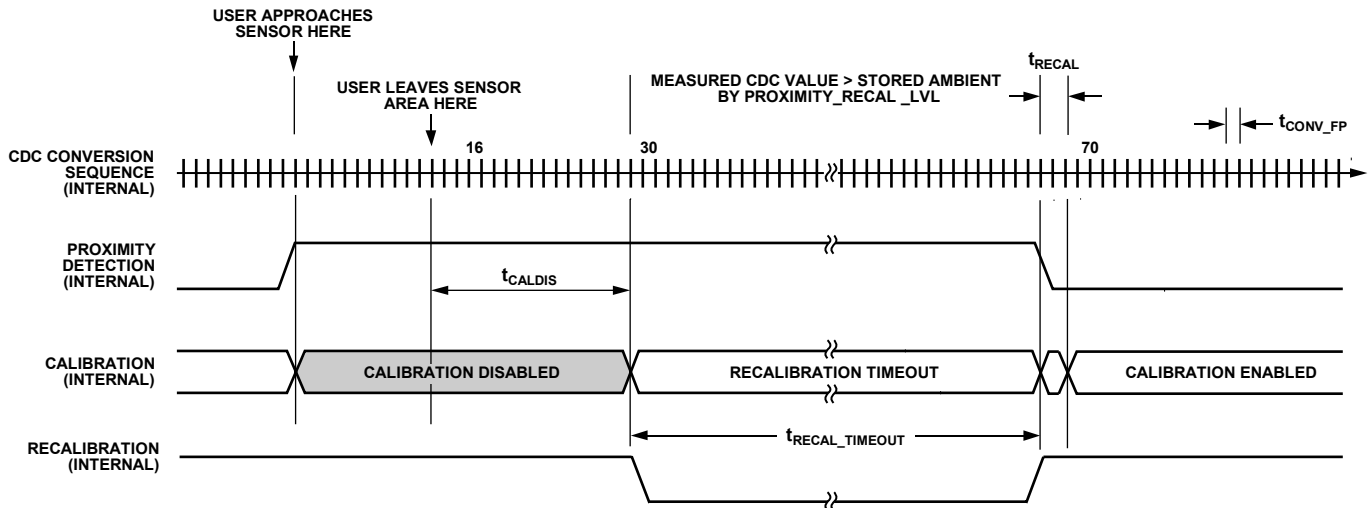 USER APPROACHES
SENSOR HERE
USER LEAVES SENSOR
AREA HERE
MEASURED CDC VALUE > STORED AMBIENT
BY PROXIMITY_RECAL _LVL
tRECAL
tCONV_FP
CDC CONVERSION
SEQUENCE
(INTERNAL)
16
30
70
PROXIMITY
DETECTION
(INTERNAL)
tCALDIS
CALIBRATION
(INTERNAL)
CALIBRATION DISABLED
RECALIBRATION TIMEOUT
CALIBRATION ENABLED
tRECAL_TIMEOUT
RECALIBRATION
(INTERNAL)